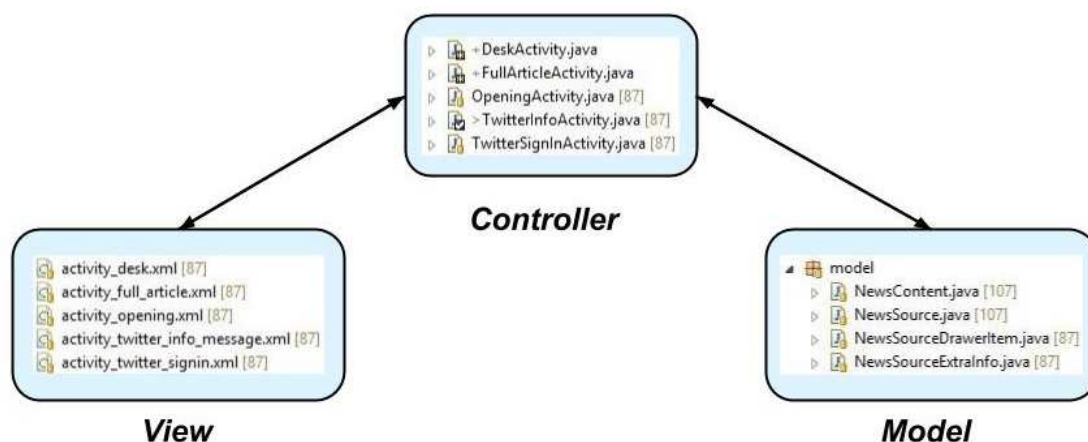 ÷DeskActivity.java
÷FullArticleActivity.java
OpeningActivity.java [87]
>TwitterInfoActivity.java [87]
TwitterSignInActivity.java [87]
Controller
activity_desk.xml [87]
activity_full_article.xml [87]
activity_opening.xml [87]
activity_twitter_info_message.xml [87]
activity_twitter_signin.xml [87]
View
model
NewsContent.java [107]
NewsSource.java [107]
NewsSourceDrawerItem.java [87]
NewsSourceExtraInfo.java [87]
Model